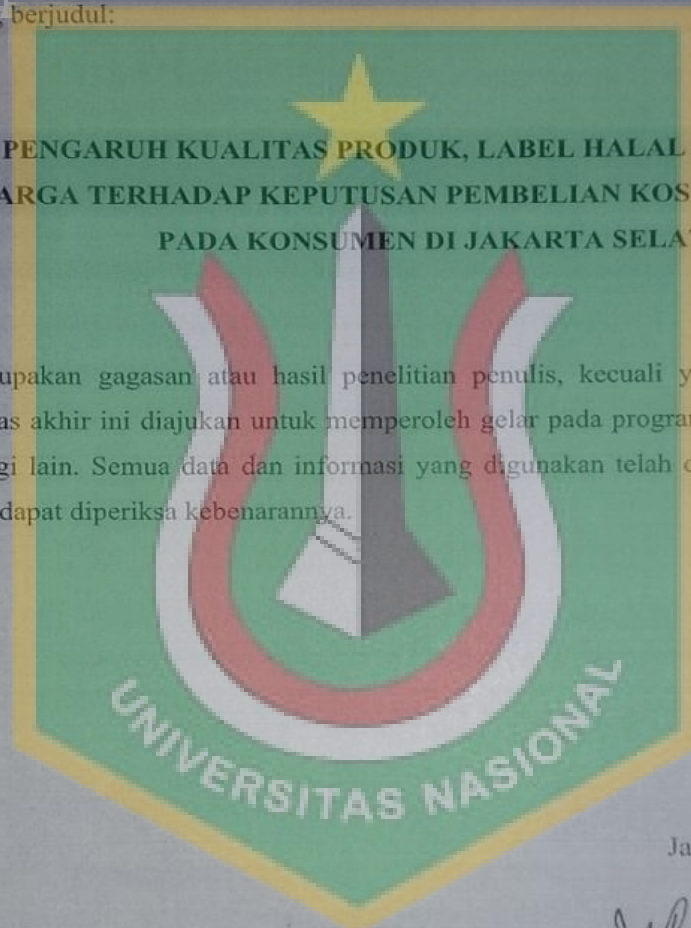 berjudul:
PENGARUH KUALITAS PRODUK, LABEL HALAL
ARGA TERHADAP KEPUTUSAN PEMBELIAN KOS
PADA KONSUMEN DI JAKARTA SELA
upakan gagasan atau hasil penelitian penulis, kecuali y
as akhir ini diajukan untuk memperoleh gelar pada program
gi lain. Semua data dan informasi yang digunakan telah d
dapat diperiksa kebenarannya.
UNIVERSITAS NASIONAL
Ja